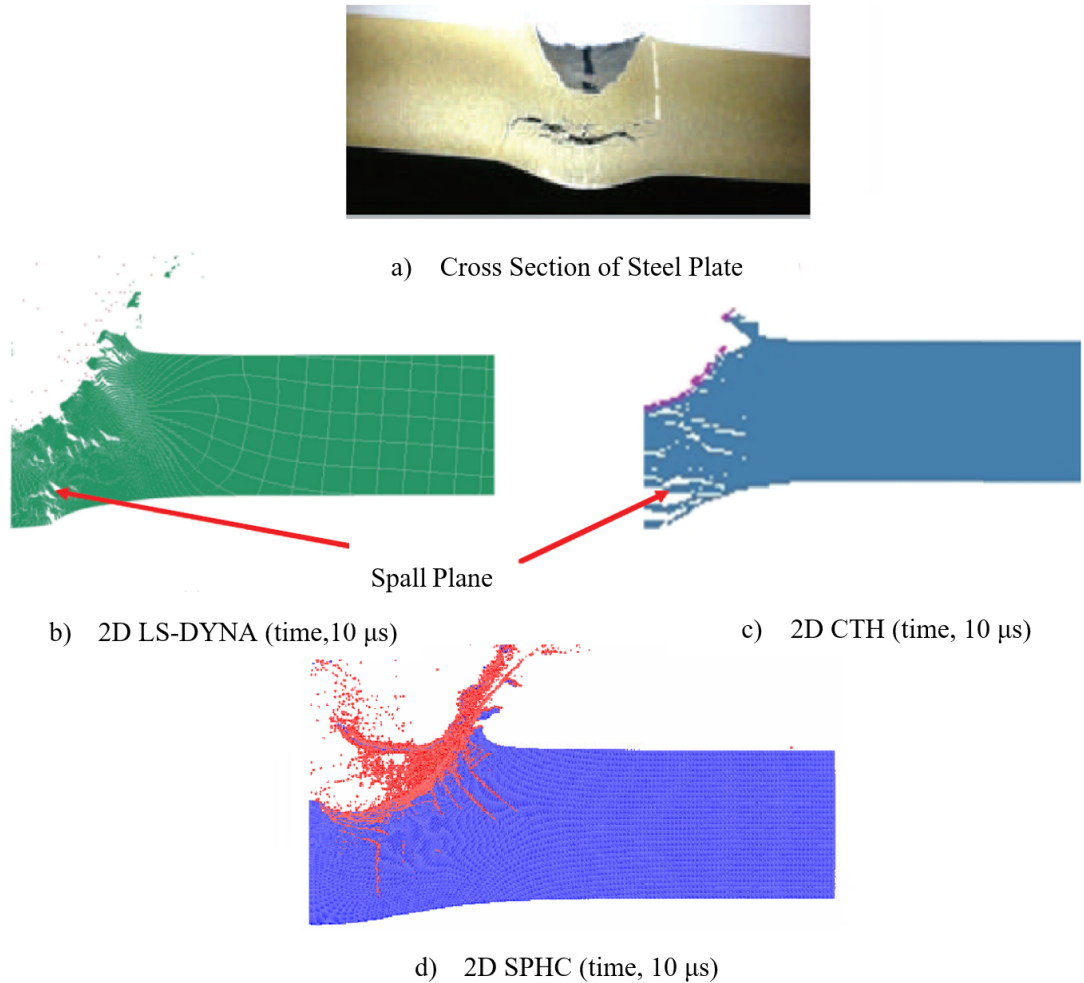 a) Cross Section of Steel Plate
Spall Plane
b) 2D LS-DYNA (time,10 μs)
c) 2D CTH (time, 10 μs)
d) 2D SPHC (time, 10 μs)